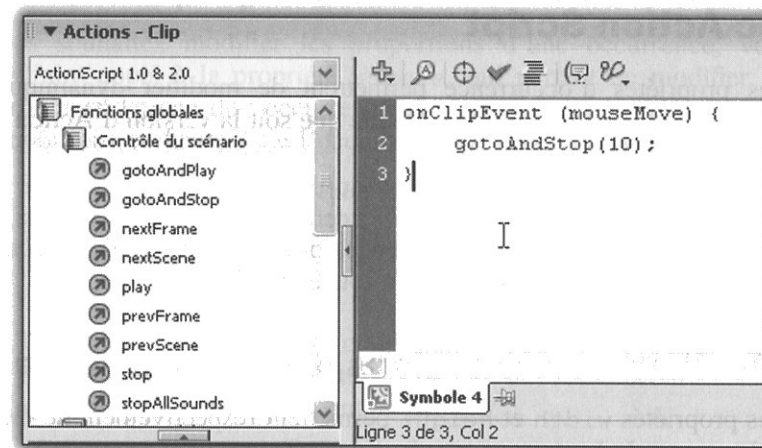 Actions - Clip
ActionScript 1.0 & 2.0
Fonctions globales
Contrôle du scénario
gotoAndPlay
gotoAndStop
nextFrame
nextScene
play
prevFrame
prevScene
stop
stopAllSounds
1 onClipEvent (mouseMove) {
2 gotoAndStop(10);
3 }
Symbole 4
Ligne 3 de 3, Col 2